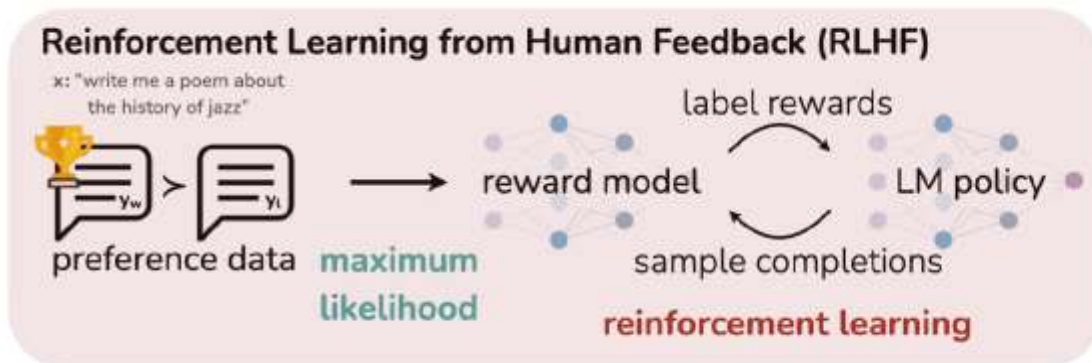 Reinforcement Learning from Human Feedback (RLHF)
x: "write me a poem about
the history of jazz"
label rewards
yw > yl
reward model
LM policy
preference data
maximum
likelihood
sample completions
reinforcement learning